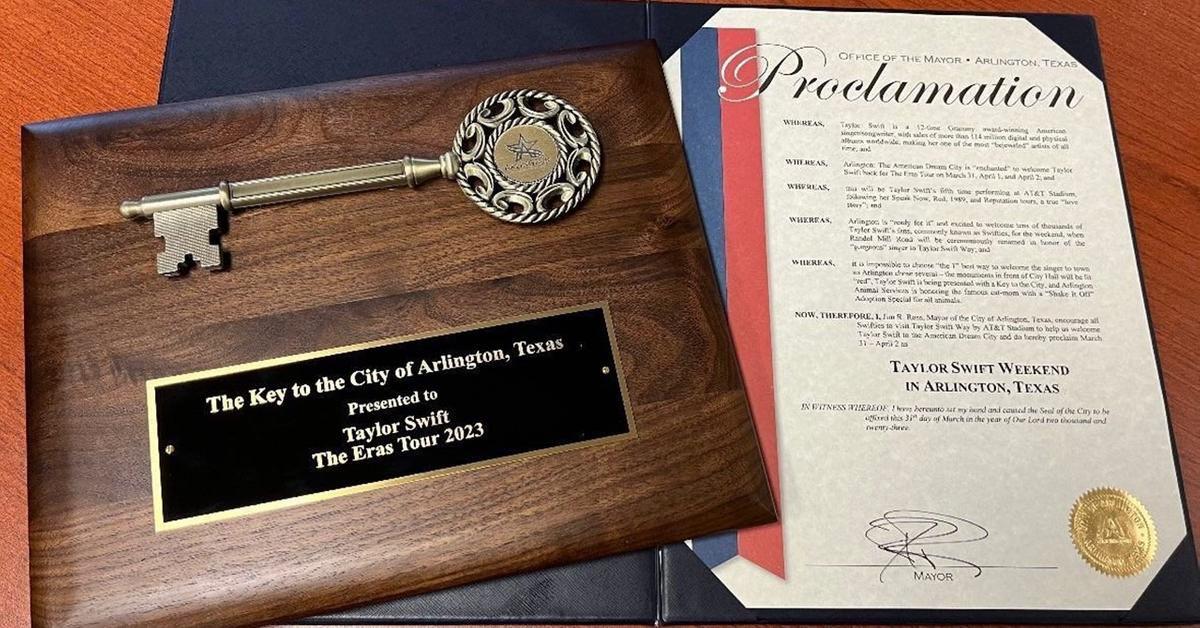 The Key to the City of Arlington, Texas
Presented to
Taylor Swift
The Eras Tour 2023
OFFICE OF THE MAYOR • ARLINGTON, TEXAS
Proclamation
WHEREAS, Taylor Swift is a 12-time Grammy award-winning American
singer/songwriter, with sales of more than 114 million digital and physical
albums worldwide, making her one of the most "bejeweled" artists of all
time; and
WHEREAS, Arlington: The American Dream City is "enchanted" to welcome Taylor
Swift back for The Eras Tour on March 31, April 1, and April 2; and
WHEREAS, this will be Taylor Swift's fifth time performing at AT&T Stadium,
following her Speak Now, Red, 1989, and Reputation tours, a true "love
story"; and
WHEREAS, Arlington is "ready for it" and excited to welcome tens of thousands of
Taylor Swift's fans, commonly known as Swifties, for the weekend, when
Randol Mill Road will be ceremoniously renamed in honor of the
"gorgeous" singer to Taylor Swift Way; and
WHEREAS, it is impossible to choose "the 1" best way to welcome the singer to town
so Arlington chose several – the monuments in front of City Hall will be lit
"red", Taylor Swift is being presented with a Key to the City, and Arlington
Animal Services is honoring the famous cat-mom with a "Shake It Off"
Adoption Special for all animals.
NOW, THEREFORE, I, Jim R. Ross, Mayor of the City of Arlington, Texas, encourage all
Swifties to visit Taylor Swift Way by AT&T Stadium to help us welcome
Taylor Swift to the American Dream City and do hereby proclaim March
31 – April 2 as
TAYLOR SWIFT WEEKEND
IN ARLINGTON, TEXAS
IN WITNESS WHEREOF, I have hereunto set my hand and caused the Seal of the City to be
affixed this 31st day of March in the year of Our Lord two thousand and
twenty-three.
MAYOR